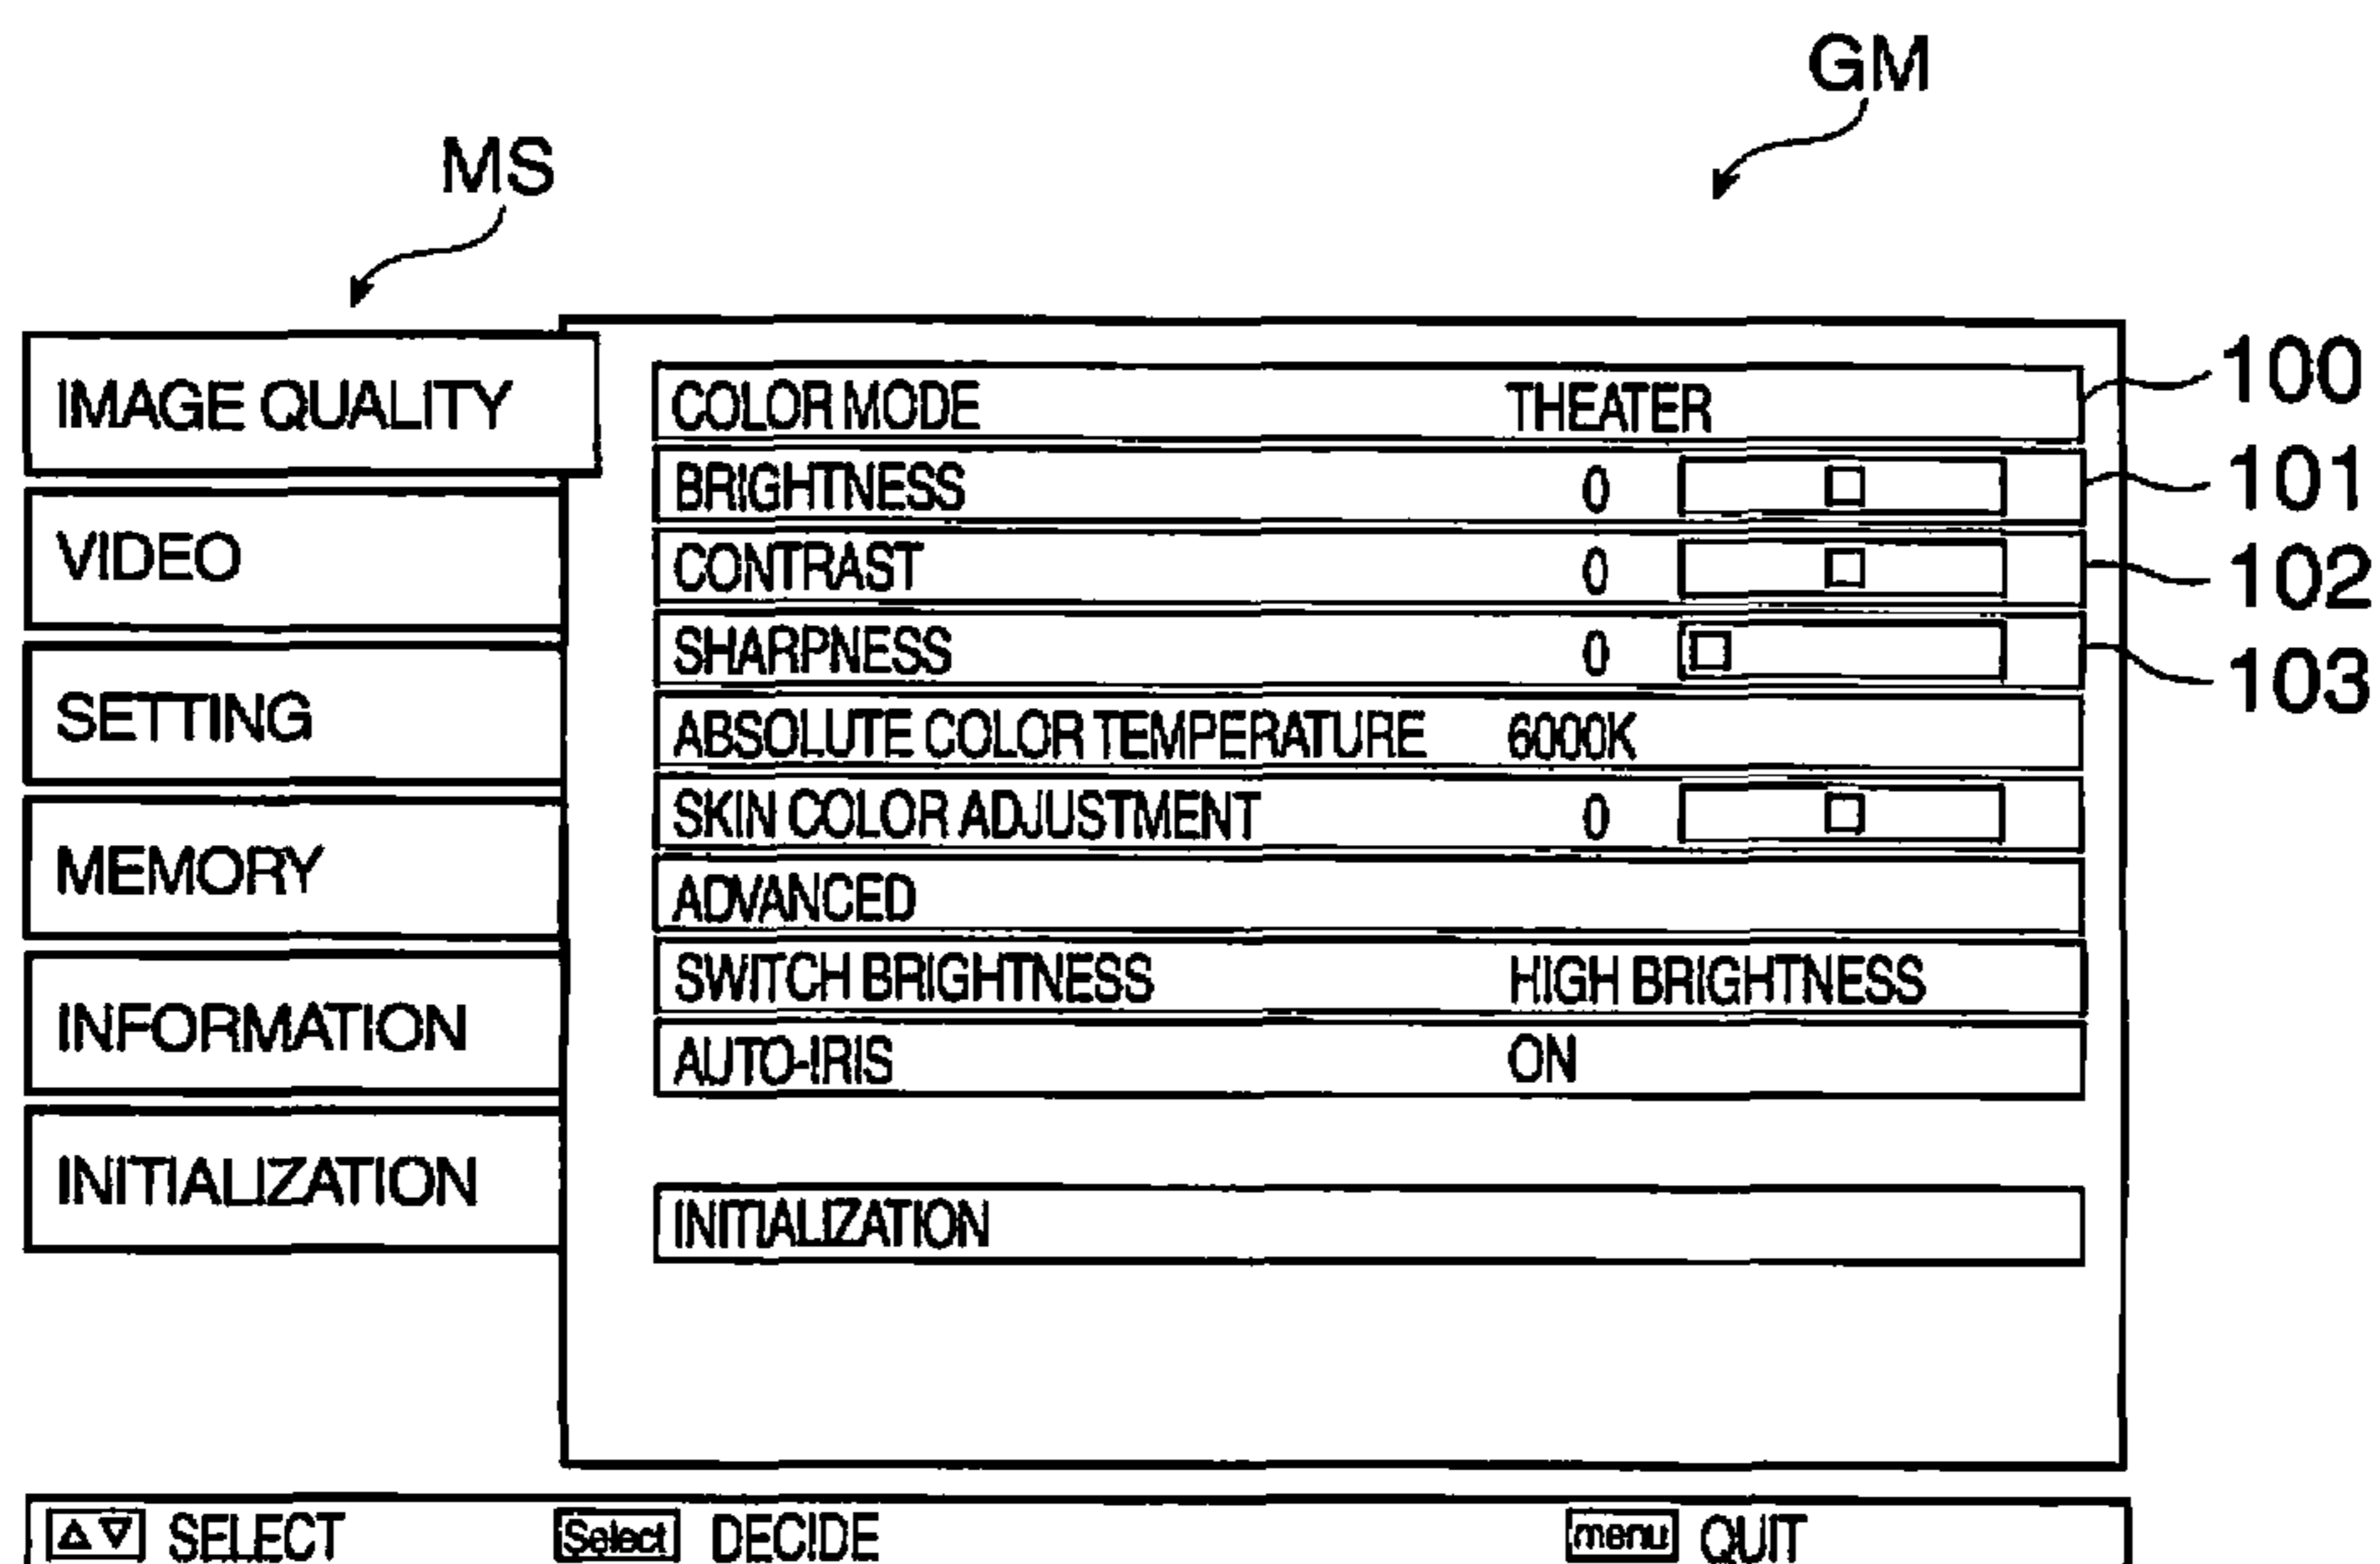 GM
MS
IMAGE QUALITY
VIDEO
SETTING
MEMORY
INFORMATION
INITIALIZATION
COLOR MODE THEATER 100
BRIGHTNESS 0 101
CONTRAST 0 102
SHARPNESS 0 103
ABSOLUTE COLOR TEMPERATURE 6000K
SKIN COLOR ADJUSTMENT 0
ADVANCED
SWITCH BRIGHTNESS HIGH BRIGHTNESS
AUTO-IRIS ON
INITIALIZATION
SELECT Select DECIDE menu QUIT